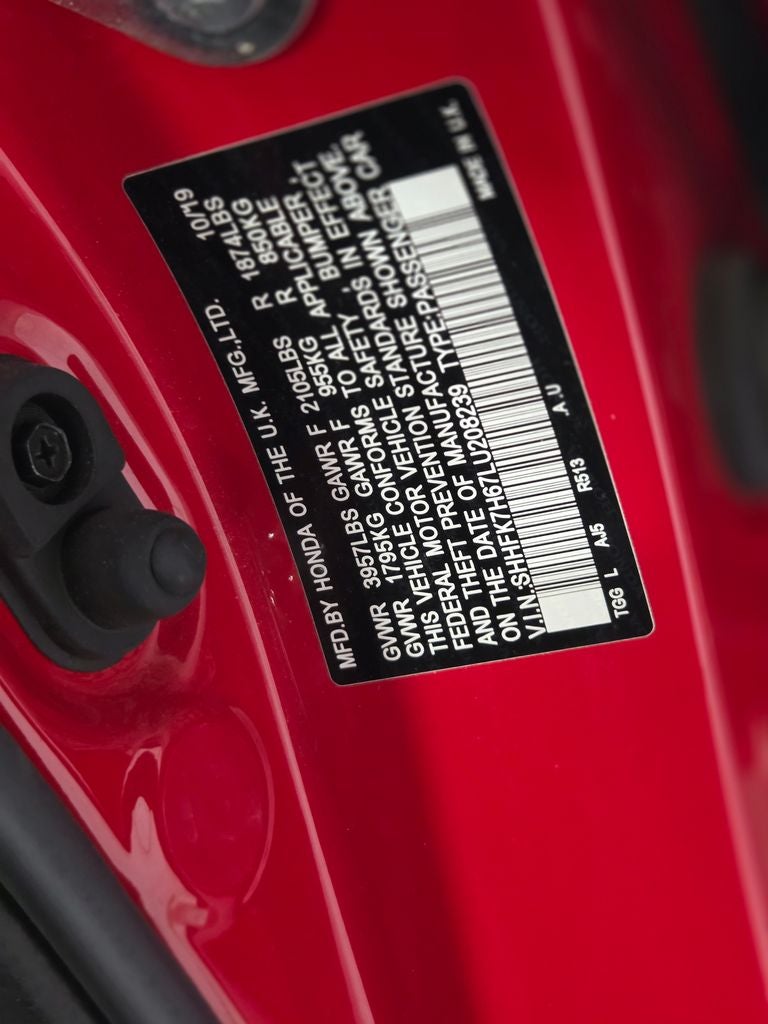 MFD.BY HONDA OF THE U.K. MFG.,LTD. 10/19
GVWR 3957LBS GAWR F 2105LBS R 1874LBS
GVWR 1795KG GAWR F 955KG R 850KG
THIS VEHICLE CONFORMS TO ALL APPLICABLE
FEDERAL MOTOR VEHICLE SAFETY, BUMPER,
AND THEFT PREVENTION STANDARDS IN EFFECT
ON THE DATE OF MANUFACTURE SHOWN ABOVE.
V.I.N.:SHHFK7H67LU208239 TYPE:PASSENGER CAR
TGG L AJ5 R513 A.U MADE IN U.K.